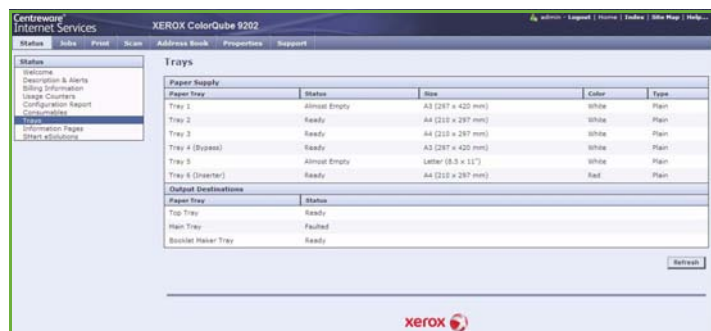 Centreware®
Internet Services
XEROX ColorQube 9202
admin - Logout | Home | Index | Site Map | Help...
Status Jobs Print Scan Address Book Properties Support
Status
Welcome
Description & Alerts
Billing Information
Usage Counters
Configuration Report
Consumables
Trays
Information Pages
SMart eSolutions
Trays
Paper Supply
Paper Tray Status Size Color Type
Tray 1 Almost Empty A3 (297 x 420 mm) White Plain
Tray 2 Ready A4 (210 x 297 mm) White Plain
Tray 3 Ready A4 (210 x 297 mm) White Plain
Tray 4 (Bypass) Ready A3 (297 x 420 mm) White Plain
Tray 5 Almost Empty Letter (8.5 x 11") White Plain
Tray 6 (Inserter) Ready A4 (210 x 297 mm) Red Plain
Output Destinations
Paper Tray Status
Top Tray Ready
Main Tray Faulted
Booklet Maker Tray Ready
Refresh
xerox